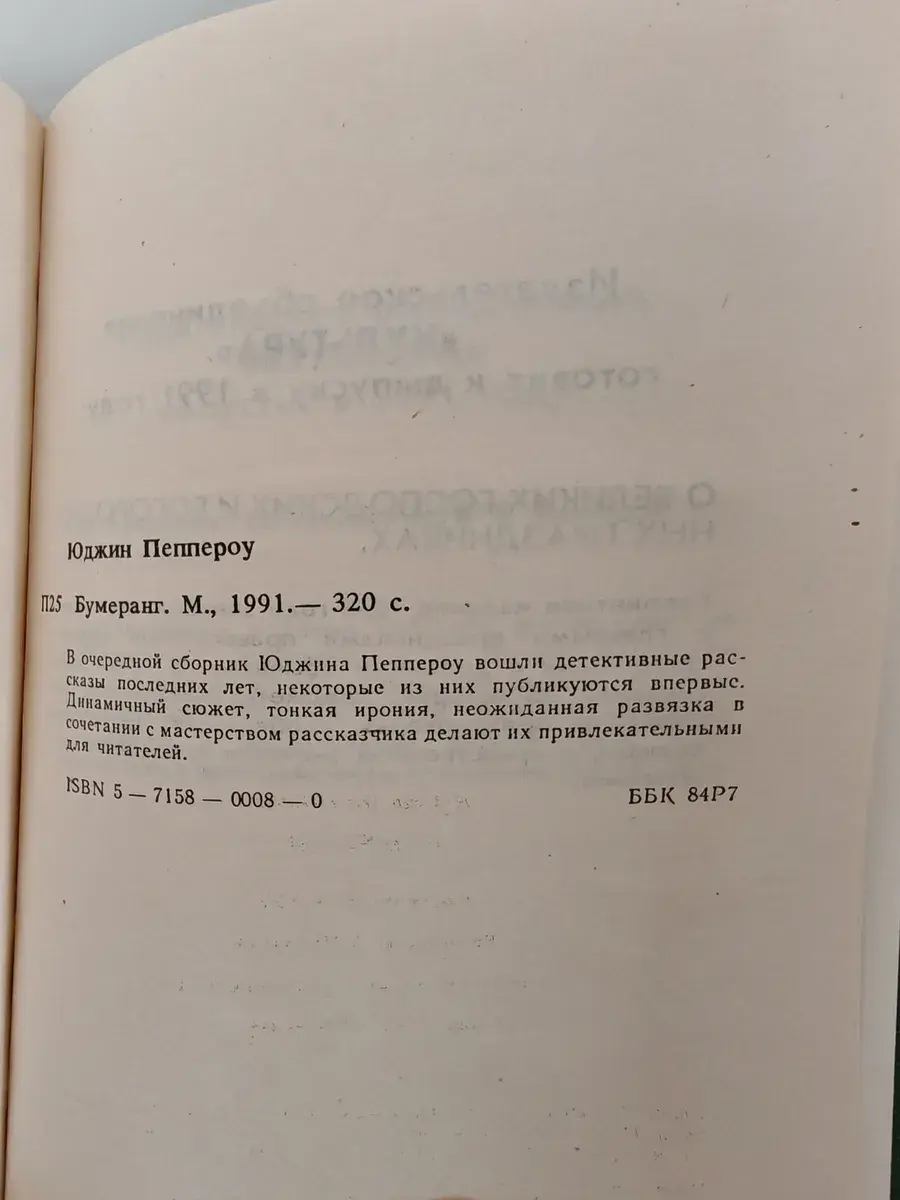 Юджин Пеппероу
П25 Бумеранг. М., 1991.— 320 с.
В очередной сборник Юджина Пеппероу вошли детективные рас-
сказы последних лет, некоторые из них публикуются впервые.
Динамичный сюжет, тонкая ирония, неожиданная развязка в
сочетании с мастерством рассказчика делают их привлекательными
для читателей.
ISBN 5 — 7158 — 0008 — 0 ББК 84Р7